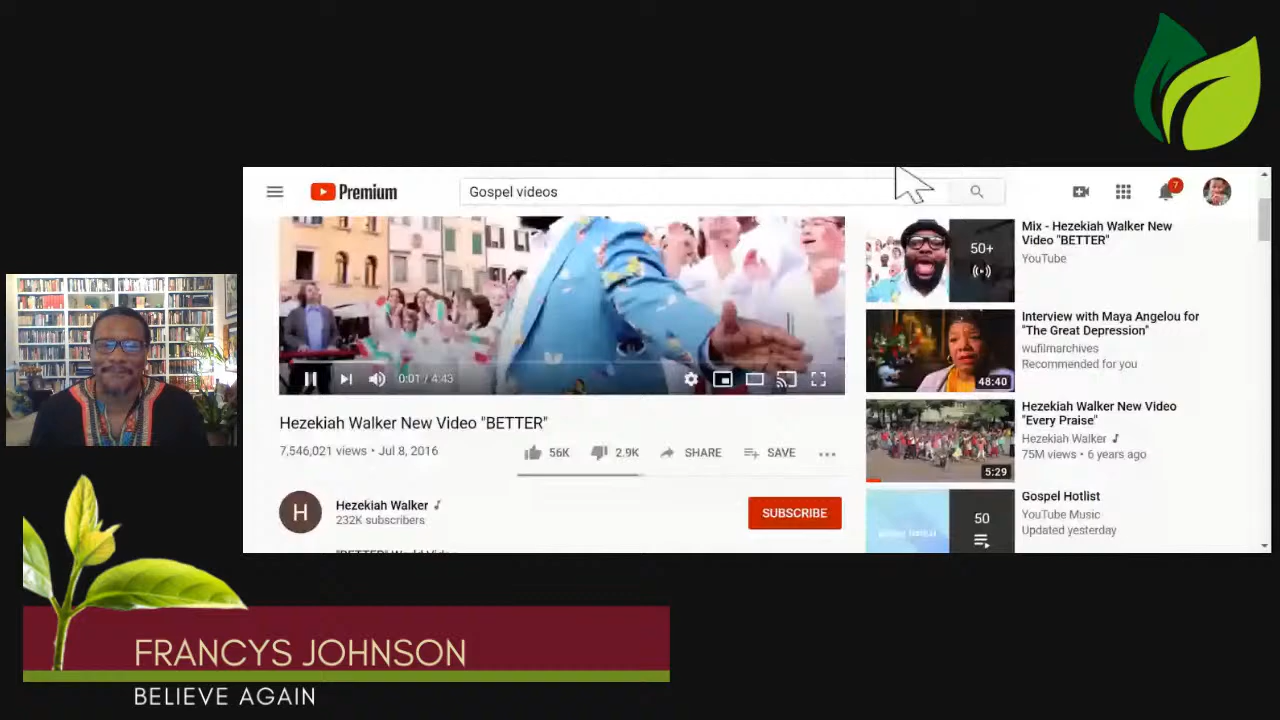 Premium
Gospel videos
7
0:01 / 4:43
Hezekiah Walker New Video "BETTER"
7,546,021 views • Jul 8, 2016
56K
2.9K
SHARE
SAVE
H
Hezekiah Walker
232K subscribers
SUBSCRIBE
50+
Mix - Hezekiah Walker New
Video "BETTER"
YouTube
48:40
Interview with Maya Angelou for
"The Great Depression"
wufilmarchives
Recommended for you
5:29
Hezekiah Walker New Video
"Every Praise"
Hezekiah Walker
75M views • 6 years ago
50
Gospel Hotlist
YouTube Music
Updated yesterday
FRANCYS JOHNSON
BELIEVE AGAIN